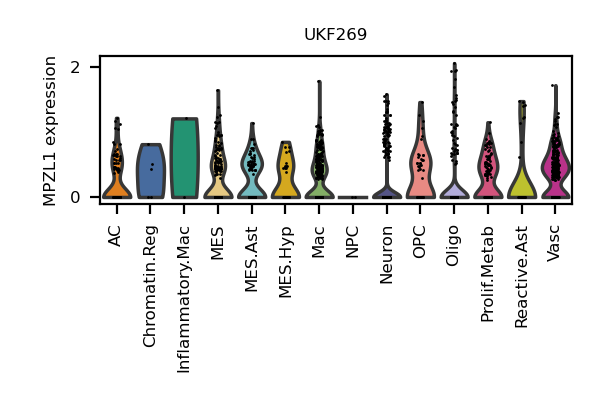 UKF269
MPZL1 expression
2
0
AC
Chromatin.Reg
Inflammatory.Mac
MES
MES.Ast
MES.Hyp
Mac
NPC
Neuron
OPC
Oligo
Prolif.Metab
Reactive.Ast
Vasc